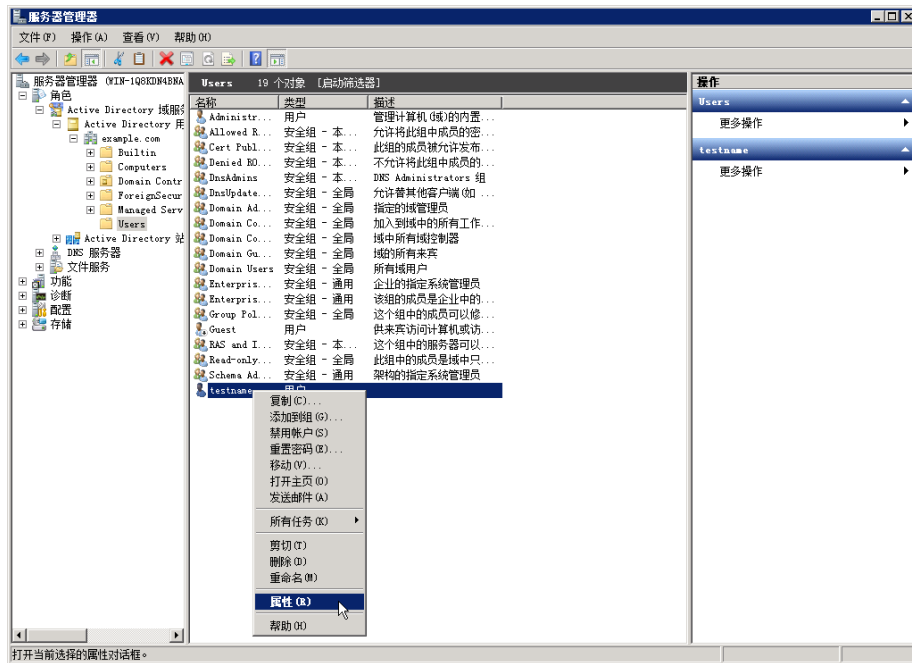 服务器管理器
文件(F) 操作(A) 查看(V) 帮助(H)
服务器管理器 (WIN-1Q8KDN4BNA
角色
Active Directory 域服务
Active Directory 用
example.com
Builtin
Computers
Domain Contr
ForeignSecur
Managed Serv
Users
Active Directory 站
DNS 服务器
文件服务
功能
诊断
配置
存储
Users 19 个对象 [启动筛选器]
名称 类型 描述
Administr... 用户 管理计算机(域)的内置...
Allowed R... 安全组 - 本... 允许将此组中成员的密...
Cert Publ... 安全组 - 本... 此组的成员被允许发布...
Denied RO... 安全组 - 本... 不允许将此组中成员的...
DnsAdmins 安全组 - 本... DNS Administrators 组
DnsUpdate... 安全组 - 全局 允许替其他客户端(如 ...
Domain Ad... 安全组 - 全局 指定的域管理员
Domain Co... 安全组 - 全局 加入到域中的所有工作...
Domain Co... 安全组 - 全局 域中所有域控制器
Domain Gu... 安全组 - 全局 域的所有来宾
Domain Users 安全组 - 全局 所有域用户
Enterpris... 安全组 - 通用 企业的指定系统管理员
Enterpris... 安全组 - 通用 该组的成员是企业中的...
Group Pol... 安全组 - 全局 这个组中的成员可以修...
Guest 用户 供来宾访问计算机或访...
RAS and I... 安全组 - 本... 这个组中的服务器可以...
Read-only... 安全组 - 全局 此组中的成员是域中只...
Schema Ad... 安全组 - 通用 架构的指定系统管理员
testname 用户
复制(C)...
添加到组(G)...
禁用帐户(S)
重置密码(E)...
移动(V)...
打开主页(O)
发送邮件(A)
所有任务(K)
剪切(T)
删除(D)
重命名(M)
属性(R)
帮助(H)
操作
Users
更多操作
testname
更多操作
打开当前选择的属性对话框。